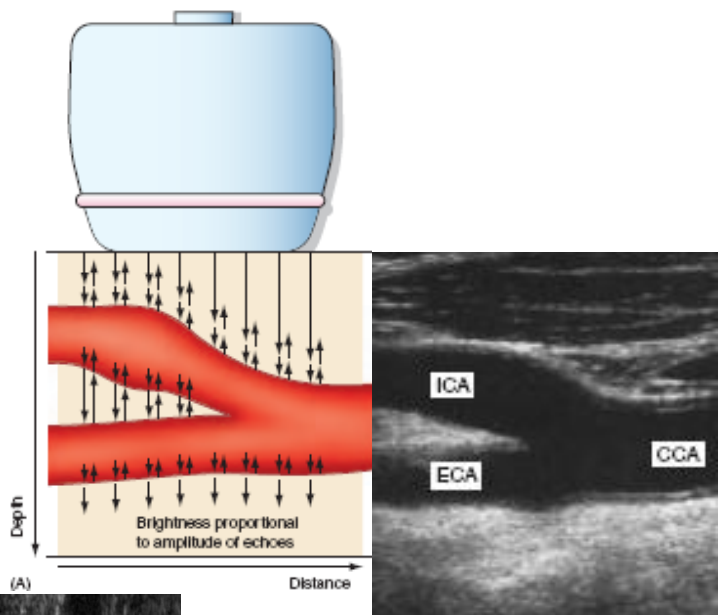 ICA
ECA
CCA
Depth
Brightness proportional
to amplitude of echoes
(A)
Distance